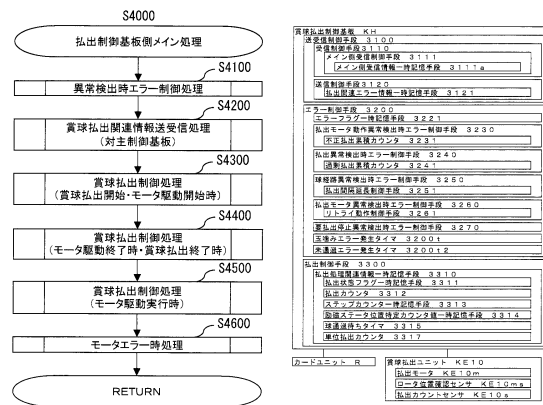 S4000
払出制御基板側メイン処理
S4100
異常検出時エラー制御処理
S4200
賞球払出関連情報送受信処理
(対主制御基板)
S4300
賞球払出制御処理
(賞球払出開始・モータ駆動開始時)
S4400
賞球払出制御処理
(モータ駆動終了時・賞球払出終了時)
S4500
賞球払出制御処理
(モータ駆動実行時)
S4600
モータエラー時処理
RETURN
賞球払出制御基板 KH
送受信制御手段 3100
受信制御手段3110
メイン側受信制御手段 3111
メイン側受信情報一時記憶手段 3111a
送信制御手段3120
払出関連エラー情報一時記憶手段 3121
エラー制御手段 3200
エラーフラグ一時記憶手段 3221
払出モータ動作異常検出時エラー制御手段 3230
不正払出累積カウンタ 3231
払出異常検出時エラー制御手段 3240
過剰払出累積カウンタ 3241
球経路異常検出時エラー制御手段 3250
払出間隔延長制御手段 3251
払出モータ異常検出時エラー制御手段 3260
リトライ動作制御手段 3261
要払出停止異常検出時エラー制御手段 3270
玉噛みエラー発生タイマ 3200t
未通過エラー発生タイマ 3200t2
払出制御手段 3300
払出処理関連情報一時記憶手段 3310
払出状態フラグ一時記憶手段 3311
払出カウンタ 3312
ステップカウンタ一時記憶手段 3313
励磁ステータ位置特定カウンタ値一時記憶手段 3314
球通過待ちタイマ 3315
単位払出カウンタ 3317
カードユニット R
賞球払出ユニット KE10
払出モータ KE10m
ロータ位置確認センサ KE10ms
払出カウントセンサ KE10s